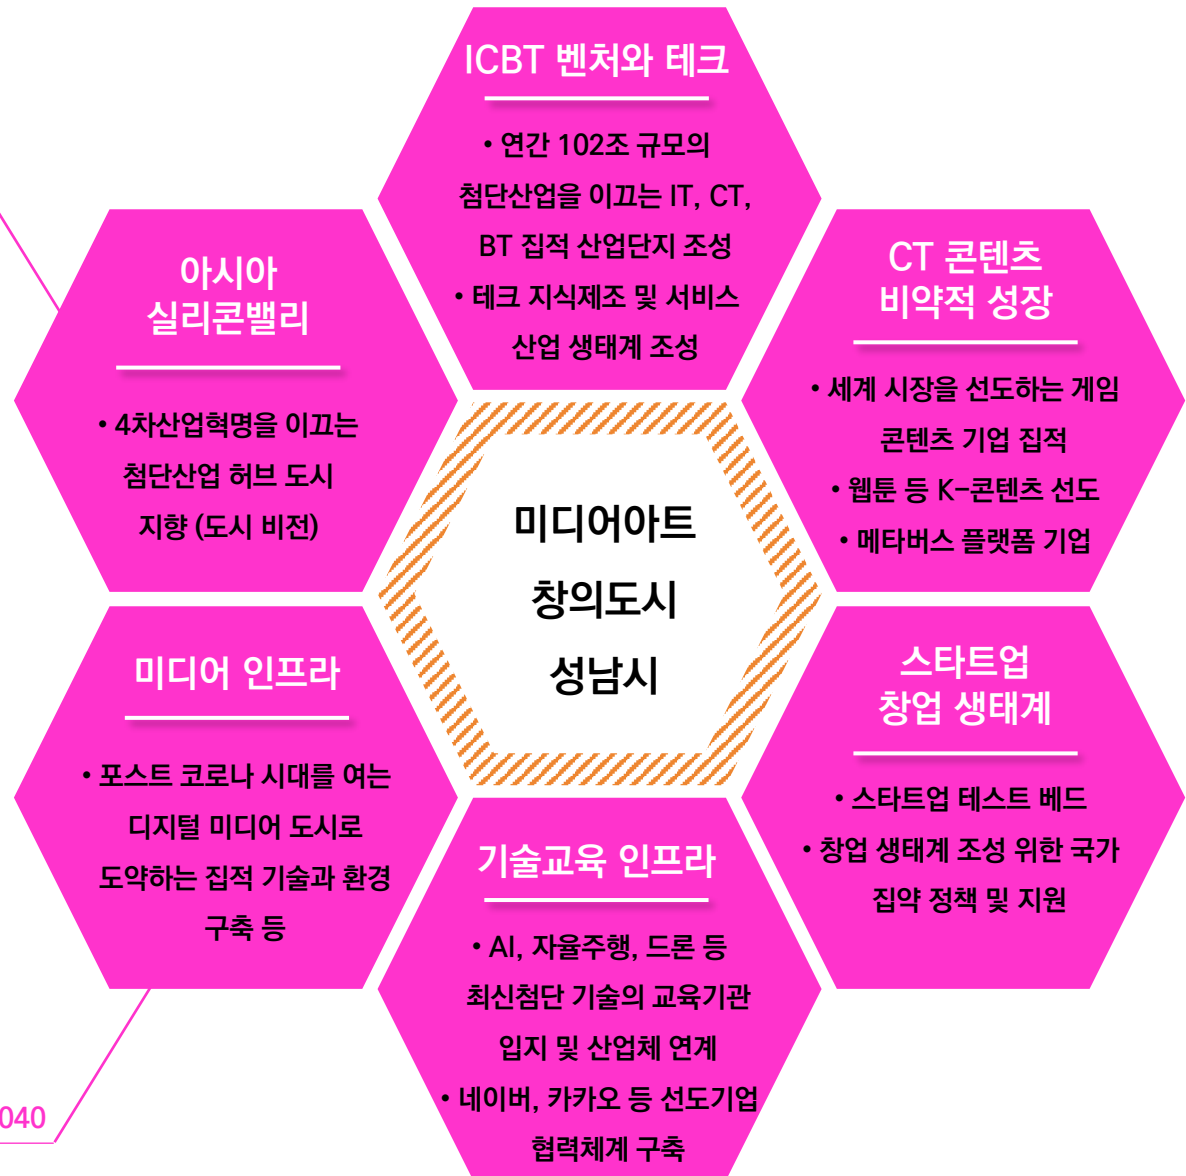 ICBT 벤처와 테크
• 연간 102조 규모의
첨단산업을 이끄는 IT, CT,
BT 집적 산업단지 조성
• 테크 지식제조 및 서비스
산업 생태계 조성
아시아
실리콘밸리
• 4차산업혁명을 이끄는
첨단산업 허브 도시
지향 (도시 비전)
CT 콘텐츠
비약적 성장
• 세계 시장을 선도하는 게임
콘텐츠 기업 집적
• 웹툰 등 K-콘텐츠 선도
• 메타버스 플랫폼 기업
미디어아트
창의도시
성남시
미디어 인프라
• 포스트 코로나 시대를 여는
디지털 미디어 도시로
도약하는 집적 기술과 환경
구축 등
스타트업
창업 생태계
• 스타트업 테스트 베드
• 창업 생태계 조성 위한 국가
집약 정책 및 지원
기술교육 인프라
• AI, 자율주행, 드론 등
최신첨단 기술의 교육기관
입지 및 산업체 연계
• 네이버, 카카오 등 선도기업
협력체계 구축
040